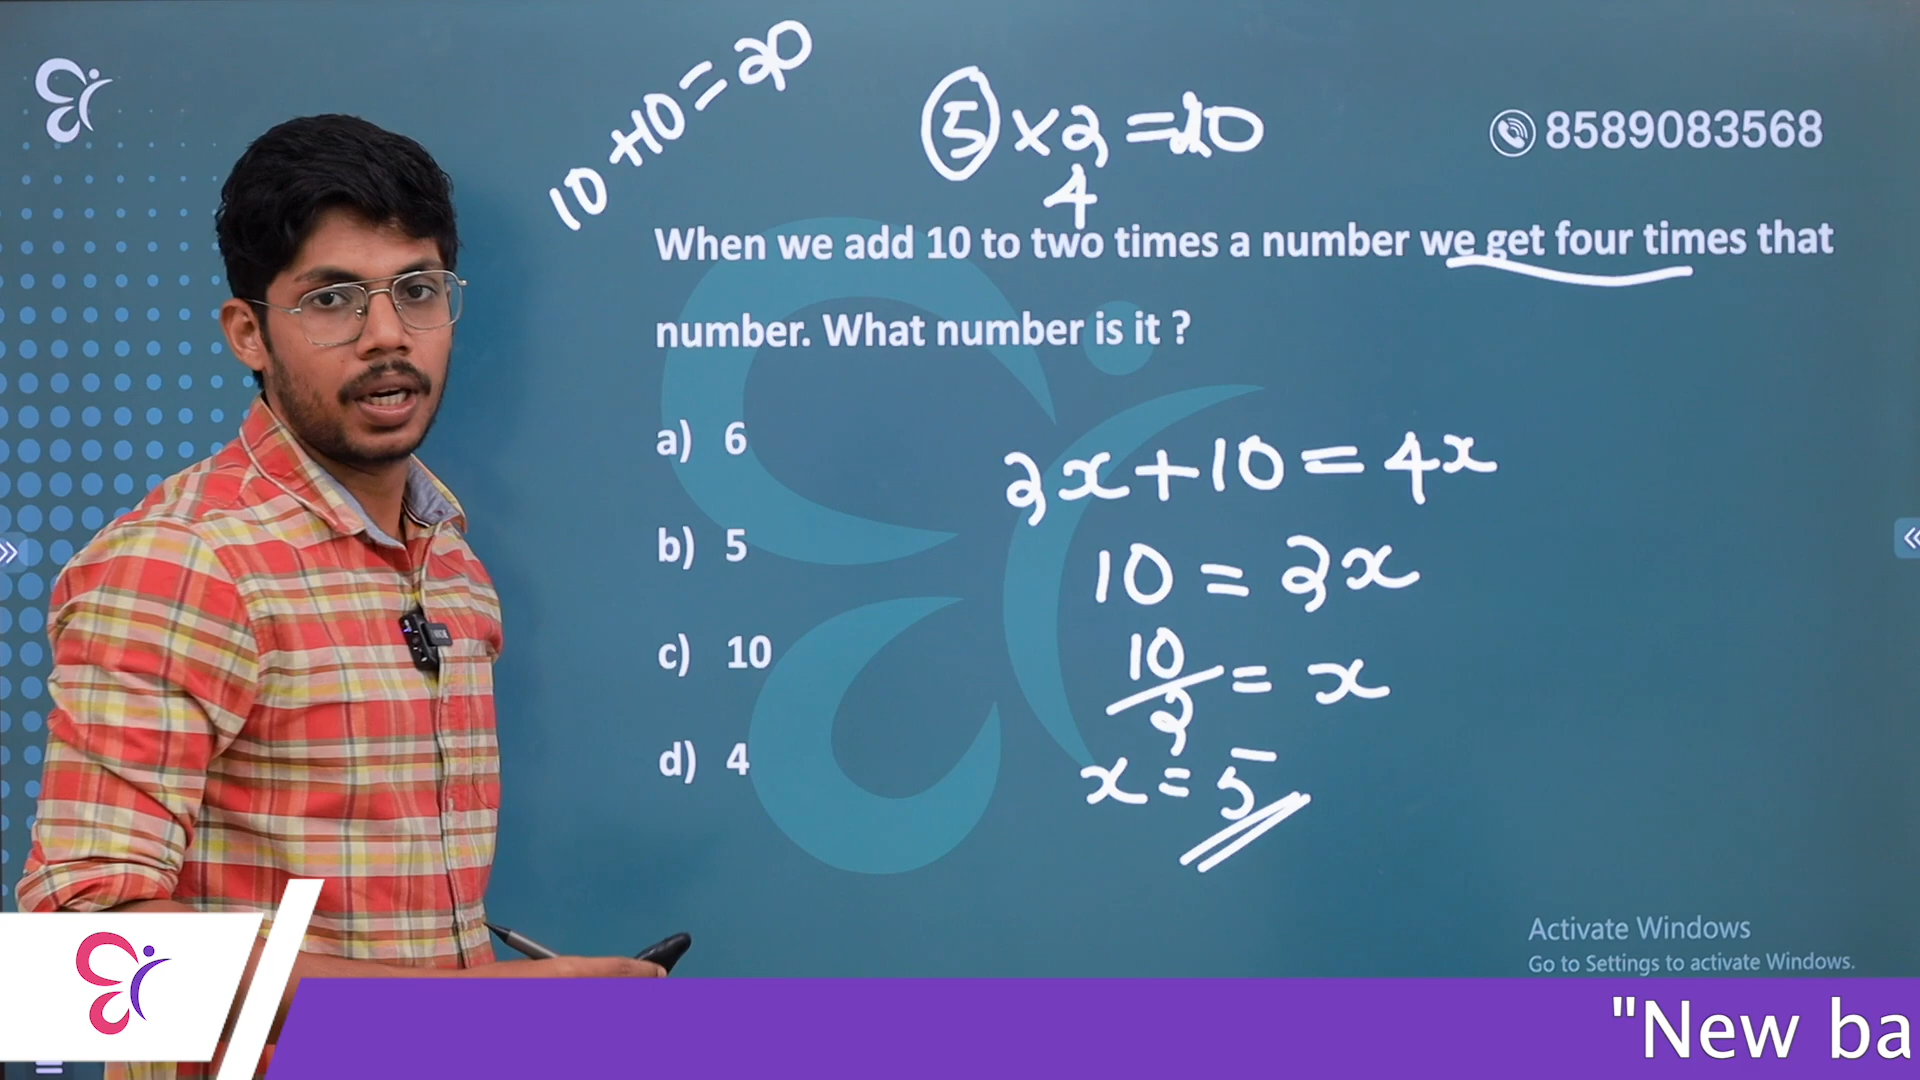 10 + 10 = 20
5 × 2 = 10
4
8589083568
When we add 10 to two times a number we get four times that
number. What number is it ?
a) 6
b) 5
c) 10
d) 4
2x + 10 = 4x
10 = 2x
10/2 = x
x = 5
Activate Windows
Go to Settings to activate Windows.
"New ba